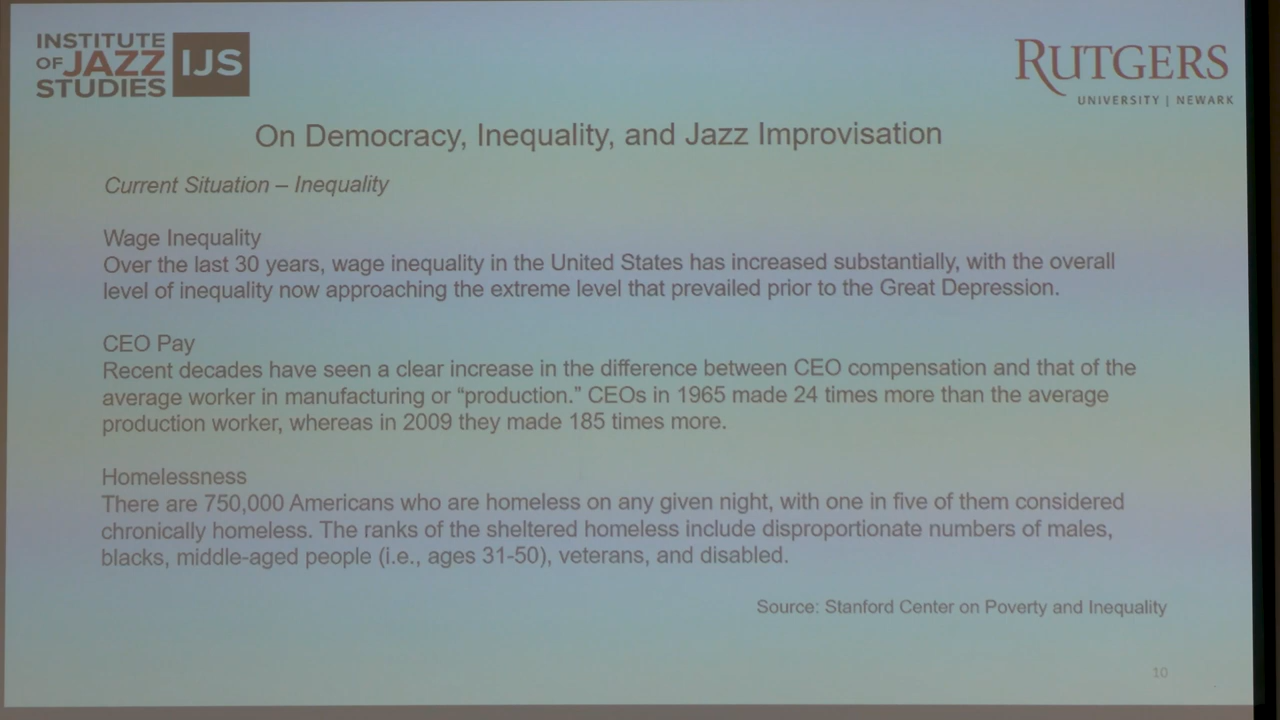 INSTITUTE
OF JAZZ
STUDIES
IJS
RUTGERS
UNIVERSITY | NEWARK
On Democracy, Inequality, and Jazz Improvisation
Current Situation – Inequality
Wage Inequality
Over the last 30 years, wage inequality in the United States has increased substantially, with the overall
level of inequality now approaching the extreme level that prevailed prior to the Great Depression.
CEO Pay
Recent decades have seen a clear increase in the difference between CEO compensation and that of the
average worker in manufacturing or “production.” CEOs in 1965 made 24 times more than the average
production worker, whereas in 2009 they made 185 times more.
Homelessness
There are 750,000 Americans who are homeless on any given night, with one in five of them considered
chronically homeless. The ranks of the sheltered homeless include disproportionate numbers of males,
blacks, middle-aged people (i.e., ages 31-50), veterans, and disabled.
Source: Stanford Center on Poverty and Inequality
10